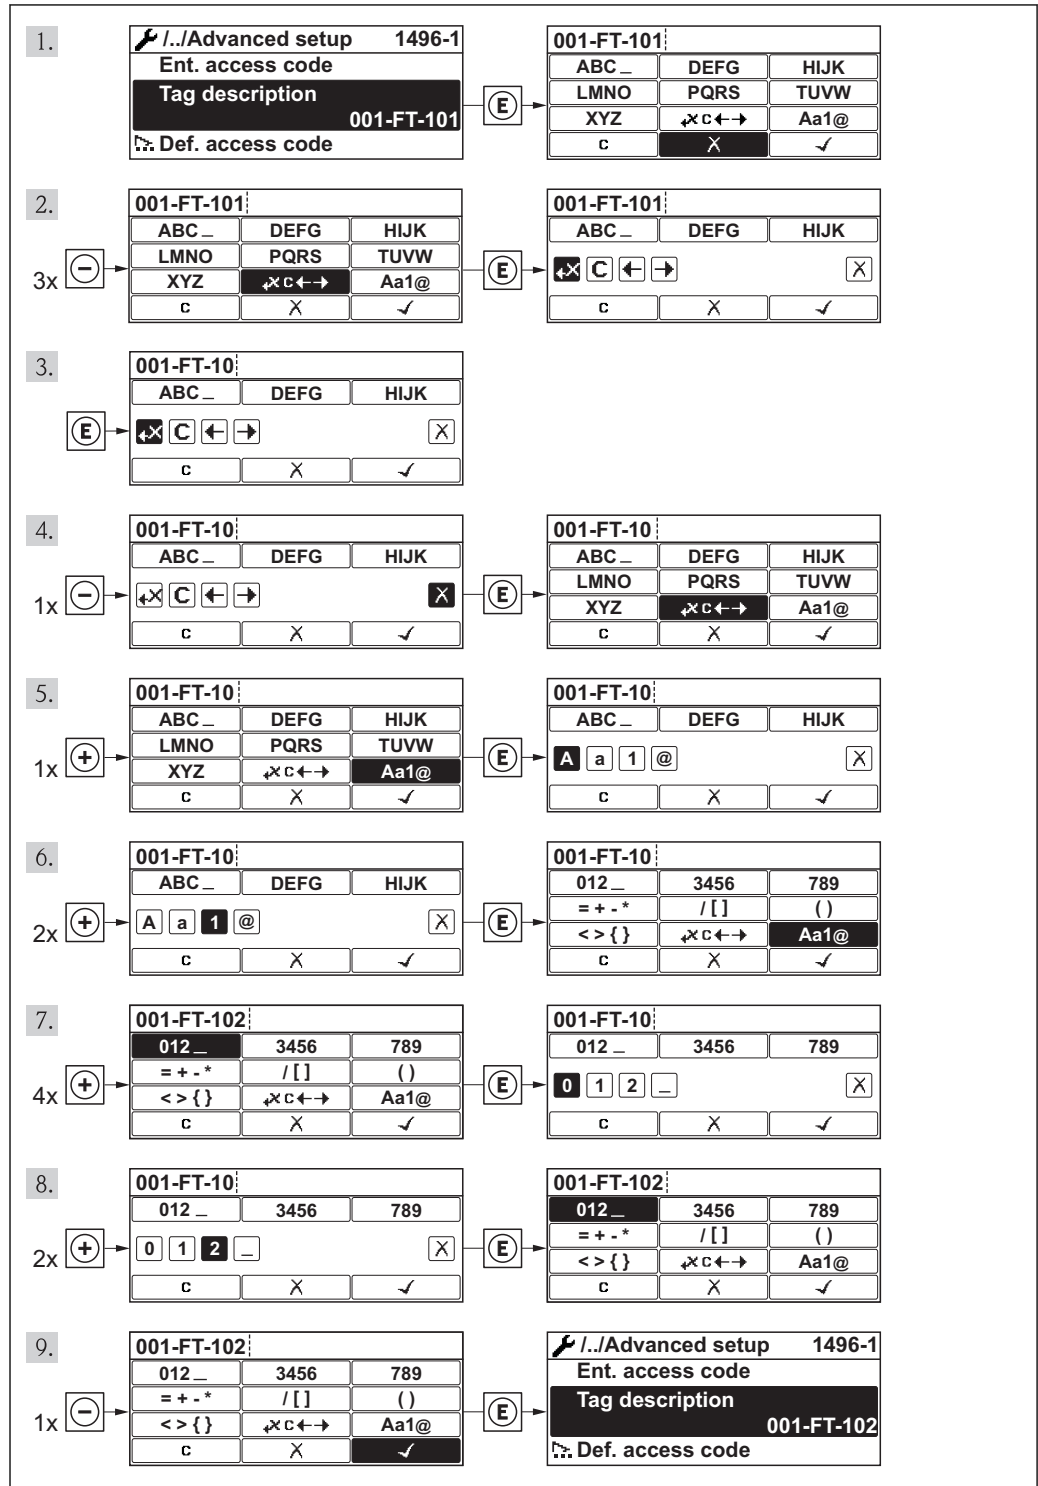 1.
/../Advanced setup 1496-1
Ent. access code
Tag description
001-FT-101
Def. access code
E
001-FT-101
ABC_ DEFG HIJK
LMNO PQRS TUVW
XYZ C Aa1@
C X ✓
2.
3x −
001-FT-101
ABC_ DEFG HIJK
LMNO PQRS TUVW
XYZ C Aa1@
C X ✓
E
001-FT-101
ABC_ DEFG HIJK
C ← → X
C X ✓
3.
E
001-FT-10
ABC_ DEFG HIJK
C ← → X
C X ✓
4.
1x −
001-FT-10
ABC_ DEFG HIJK
C ← → X
C X ✓
E
001-FT-10
ABC_ DEFG HIJK
LMNO PQRS TUVW
XYZ C Aa1@
C X ✓
5.
1x +
001-FT-10
ABC_ DEFG HIJK
LMNO PQRS TUVW
XYZ C Aa1@
C X ✓
E
001-FT-10
ABC_ DEFG HIJK
A a 1 @ X
C X ✓
6.
2x +
001-FT-10
ABC_ DEFG HIJK
A a 1 @ X
C X ✓
E
001-FT-10
012_ 3456 789
= + - * / [ ] ( )
< > { } C Aa1@
C X ✓
7.
4x +
001-FT-102
012_ 3456 789
= + - * / [ ] ( )
< > { } C Aa1@
C X ✓
E
001-FT-10
012_ 3456 789
0 1 2 _ X
C X ✓
8.
2x +
001-FT-10
012_ 3456 789
0 1 2 _ X
C X ✓
E
001-FT-102
012_ 3456 789
= + - * / [ ] ( )
< > { } C Aa1@
C X ✓
9.
1x −
001-FT-102
012_ 3456 789
= + - * / [ ] ( )
< > { } C Aa1@
C X ✓
E
/../Advanced setup 1496-1
Ent. access code
Tag description
001-FT-102
Def. access code